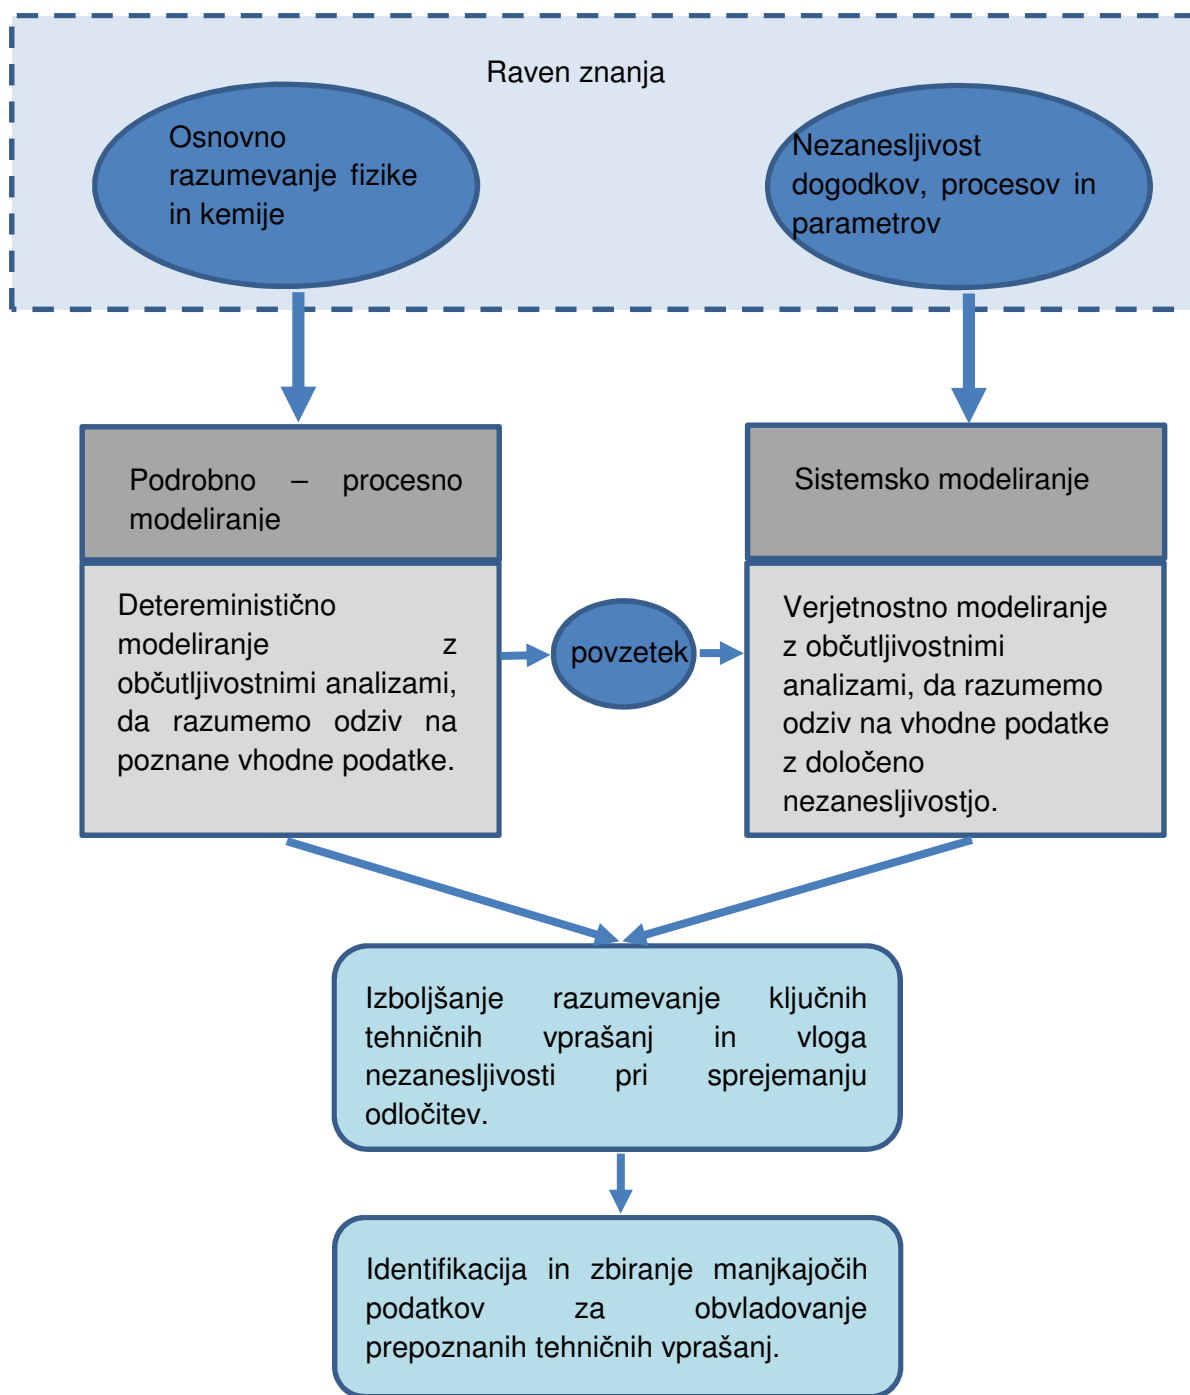 Raven znanja
Osnovno
razumevanje fizike
in kemije
Nezanesljivost
dogodkov, procesov in
parametrov
Podrobno – procesno
modeliranje
Sistemsko modeliranje
Detereministično
modeliranje z
občutljivostnimi analizami,
da razumemo odziv na
poznane vhodne podatke.
povzetek
Verjetnostno modeliranje
z občutljivostnimi
analizami, da razumemo
odziv na vhodne podatke
z določeno
nezanesljivostjo.
Izboljšanje razumevanje ključnih
tehničnih vprašanj in vloga
nezanesljivosti pri sprejemanju
odločitev.
Identifikacija in zbiranje manjkajočih
podatkov za obvladovanje
prepoznanih tehničnih vprašanj.